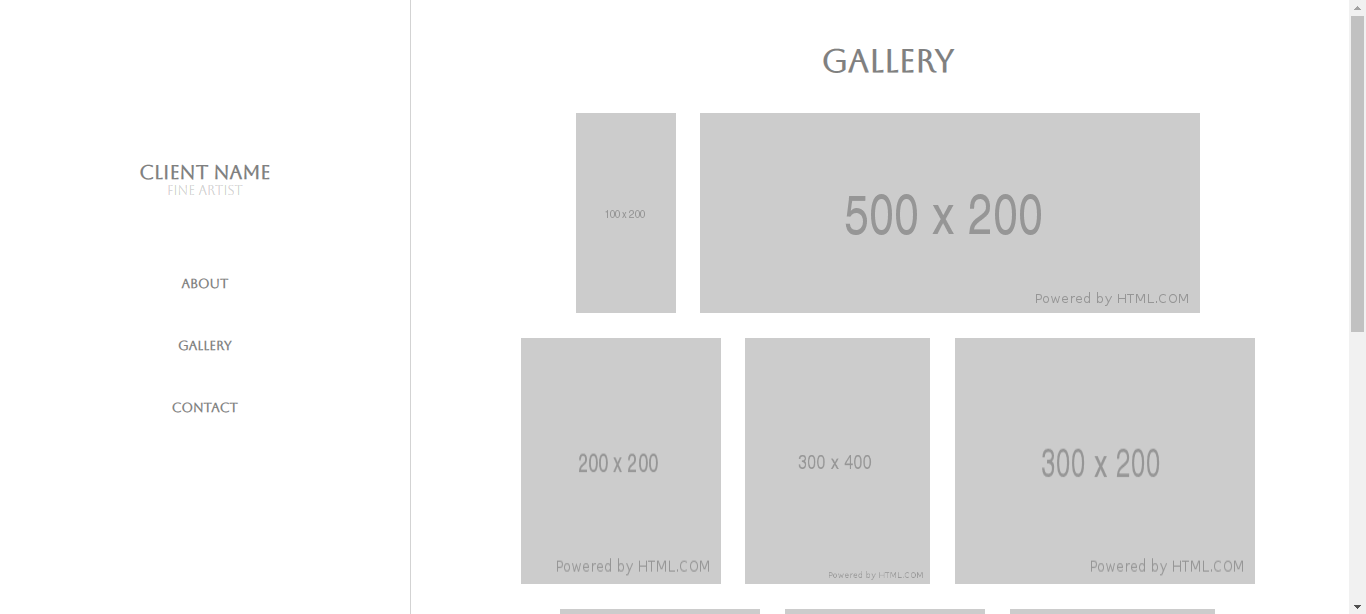 CLIENT NAME
FINE ARTIST
ABOUT
GALLERY
CONTACT
GALLERY
100 x 200
500 x 200
Powered by HTML.COM
200 x 200
Powered by HTML.COM
300 x 400
Powered by HTML.COM
300 x 200
Powered by HTML.COM